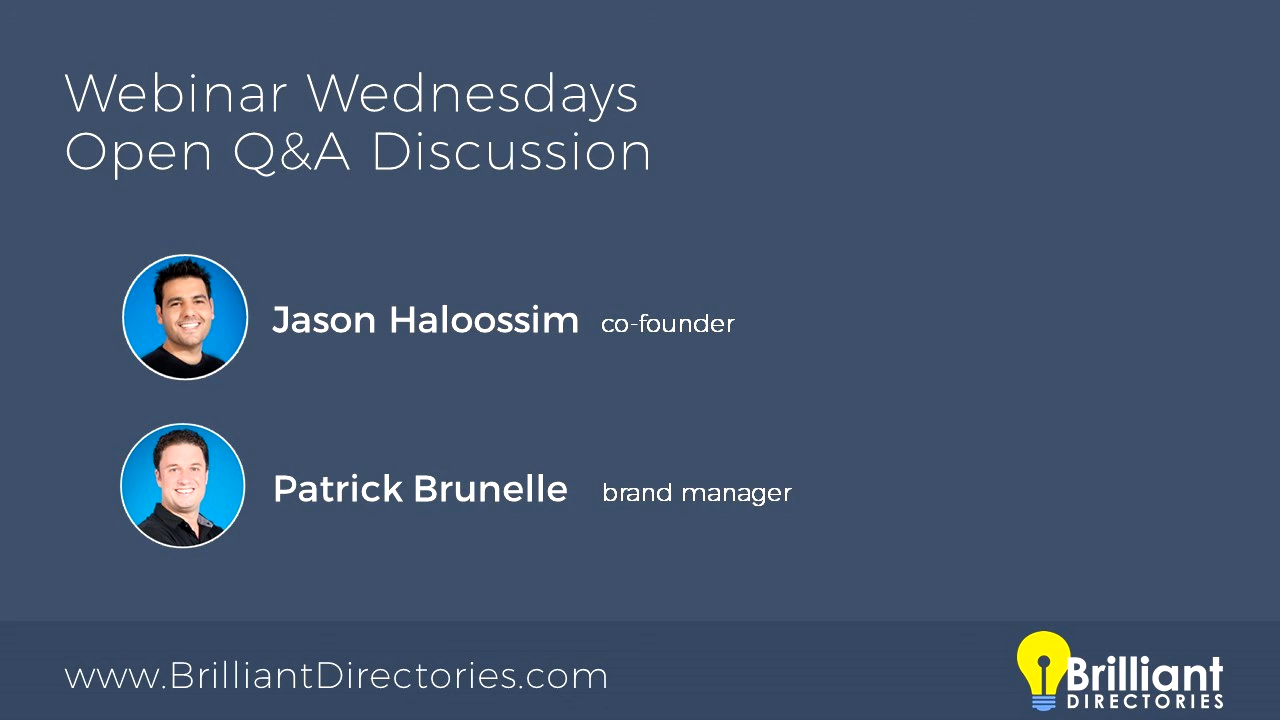 Webinar Wednesdays
Open Q&A Discussion
Jason Haloossim co-founder
Patrick Brunelle brand manager
www.BrilliantDirectories.com
Brilliant
DIRECTORIES